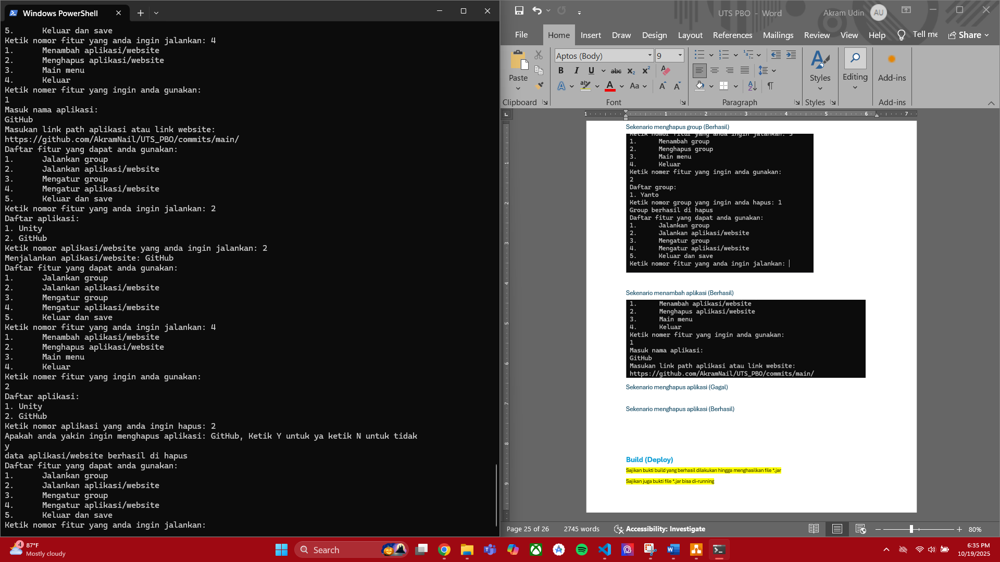 Windows PowerShell
5. Keluar dan save
Ketik nomor fitur yang anda ingin jalankan: 4
1. Menambah aplikasi/website
2. Menghapus aplikasi/website
3. Main menu
4. Keluar
Ketik nomer fitur yang ingin anda gunakan:
1
Masuk nama aplikasi:
GitHub
Masukan link path aplikasi atau link website:
https://github.com/AkramNail/UTS_PBO/commits/main/
Daftar fitur yang dapat anda gunakan:
1. Jalankan group
2. Jalankan aplikasi/website
3. Mengatur group
4. Mengatur aplikasi/website
5. Keluar dan save
Ketik nomor fitur yang anda ingin jalankan: 2
Daftar aplikasi:
1. Unity
2. GitHub
Ketik nomor aplikasi/website yang anda ingin jalankan: 2
Menjalankan aplikasi/website: GitHub
Daftar fitur yang dapat anda gunakan:
1. Jalankan group
2. Jalankan aplikasi/website
3. Mengatur group
4. Mengatur aplikasi/website
5. Keluar dan save
Ketik nomor fitur yang anda ingin jalankan: 4
1. Menambah aplikasi/website
2. Menghapus aplikasi/website
3. Main menu
4. Keluar
Ketik nomer fitur yang ingin anda gunakan:
2
Daftar aplikasi:
1. Unity
2. GitHub
Ketik nomor aplikasi yang anda ingin hapus: 2
Apakah anda yakin ingin menghapus aplikasi: GitHub, Ketik Y untuk ya ketik N untuk tidak
y
data aplikasi/website berhasil di hapus
Daftar fitur yang dapat anda gunakan:
1. Jalankan group
2. Jalankan aplikasi/website
3. Mengatur group
4. Mengatur aplikasi/website
5. Keluar dan save
Ketik nomor fitur yang anda ingin jalankan:
UTS PBO - Word
Akram Udin
AU
File Home Insert Draw Design Layout References Mailings Review View Help Tell me Share
Aptos (Body) 9
B I U abc X₂ X²
A ab A Aa A A
Paste
Styles
Editing
Add-ins
Clipboard Font Paragraph Styles Add-ins
1 1 2 3 4 5 6 7
1
2
3
4
5
6
7
8
9
Sekenario menghapus group (Berhasil)
Ketik nomor fitur yang anda ingin jalankan: 3
1. Menambah group
2. Menghapus group
3. Main menu
4. Keluar
Ketik nomer fitur yang ingin anda gunakan:
2
Daftar group:
1. Yanto
Ketik nomor group yang ingin anda hapus: 1
Group berhasil di hapus
Daftar fitur yang dapat anda gunakan:
1. Jalankan group
2. Jalankan aplikasi/website
3. Mengatur group
4. Mengatur aplikasi/website
5. Keluar dan save
Ketik nomor fitur yang anda ingin jalankan:
Sekenario menambah aplikasi (Berhasil)
1. Menambah aplikasi/website
2. Menghapus aplikasi/website
3. Main menu
4. Keluar
Ketik nomer fitur yang ingin anda gunakan:
1
Masuk nama aplikasi:
GitHub
Masukan link path aplikasi atau link website:
https://github.com/AkramNail/UTS_PBO/commits/main/
Sekenario menghapus aplikasi (Gagal)
Sekenario menghapus aplikasi (Berhasil)
Build (Deploy)
Sajikan bukti build yang berhasil dilakukan hingga menghasilkan file *.jar
Sajikan juga bukti file *.jar bisa di-running
Page 25 of 26 2745 words Accessibility: Investigate 80%
4
87°F
Mostly cloudy
Search
6:35 PM
10/19/2025